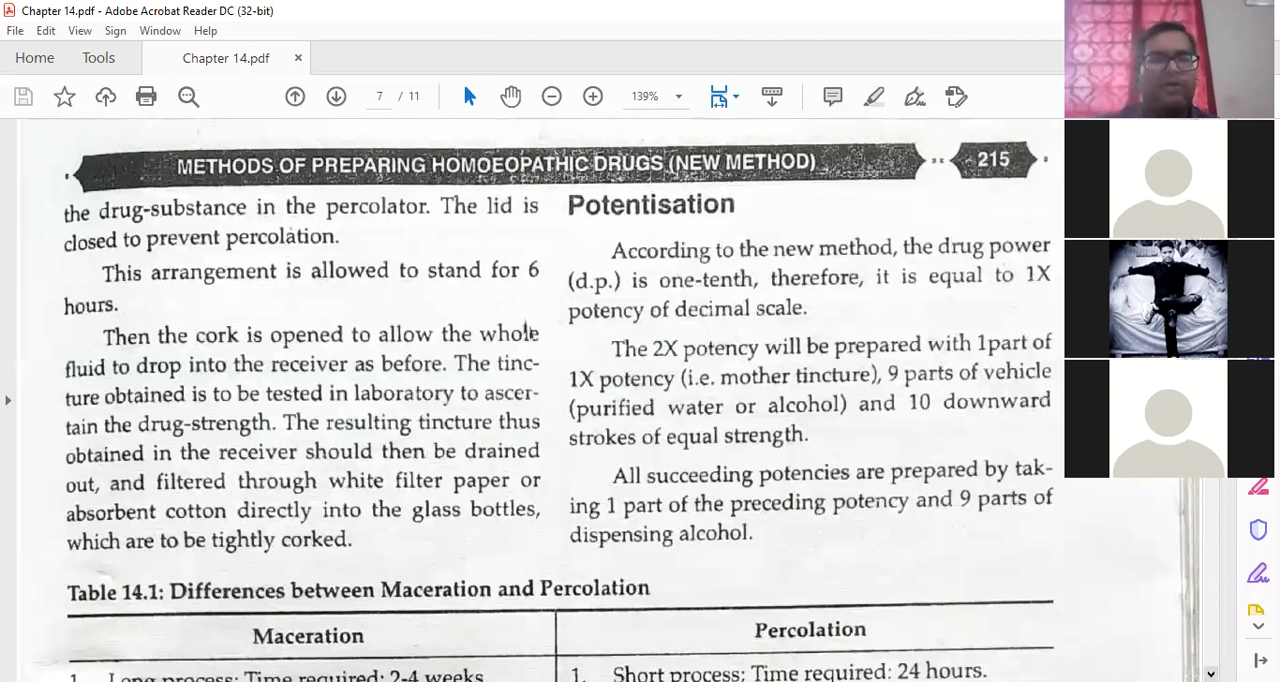 Chapter 14.pdf - Adobe Acrobat Reader DC (32-bit)
File Edit View Sign Window Help
Home Tools Chapter 14.pdf ×
7 / 11 139%
METHODS OF PREPARING HOMOEOPATHIC DRUGS (NEW METHOD) 215
the drug-substance in the percolator. The lid is
closed to prevent percolation.
This arrangement is allowed to stand for 6
hours.
Then the cork is opened to allow the whole
fluid to drop into the receiver as before. The tinc-
ture obtained is to be tested in laboratory to ascer-
tain the drug-strength. The resulting tincture thus
obtained in the receiver should then be drained
out, and filtered through white filter paper or
absorbent cotton directly into the glass bottles,
which are to be tightly corked.
Potentisation
According to the new method, the drug power
(d.p.) is one-tenth, therefore, it is equal to 1X
potency of decimal scale.
The 2X potency will be prepared with 1part of
1X potency (i.e. mother tincture), 9 parts of vehicle
(purified water or alcohol) and 10 downward
strokes of equal strength.
All succeeding potencies are prepared by tak-
ing 1 part of the preceding potency and 9 parts of
dispensing alcohol.
Table 14.1: Differences between Maceration and Percolation
Maceration Percolation
1. Long process; Time required: 2-4 weeks 1. Short process; Time required: 24 hours.